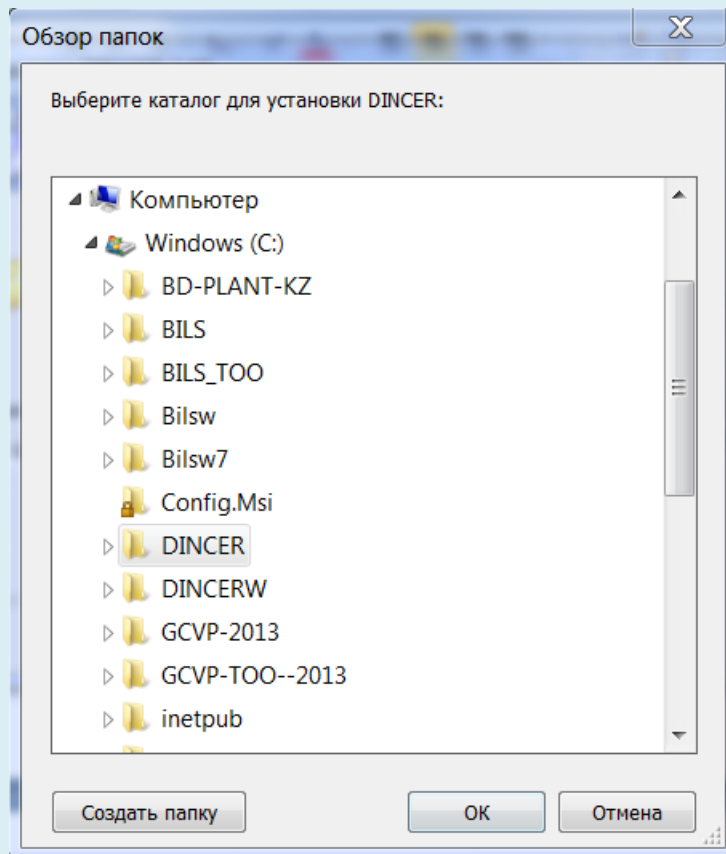 Обзор папок
Выберите каталог для установки DINCER:
Компьютер
Windows (C:)
BD-PLANT-KZ
BILS
BILS_TOO
Bilsw
Bilsw7
Config.Msi
DINCER
DINCERW
GCVP-2013
GCVP-TOO--2013
inetpub
Создать папку ОК Отмена